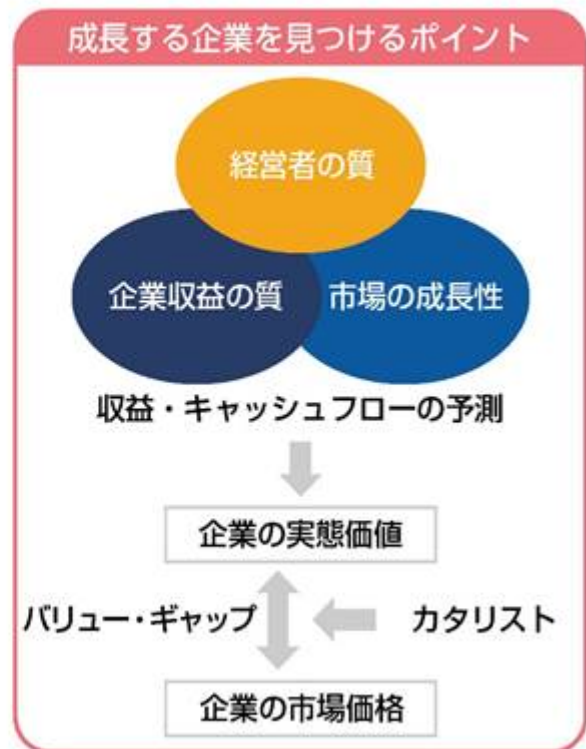 成長する企業を見つけるポイント
経営者の質
企業収益の質
市場の成長性
収益・キャッシュフローの予測
企業の実態価値
バリュー・ギャップ
カタリスト
企業の市場価格